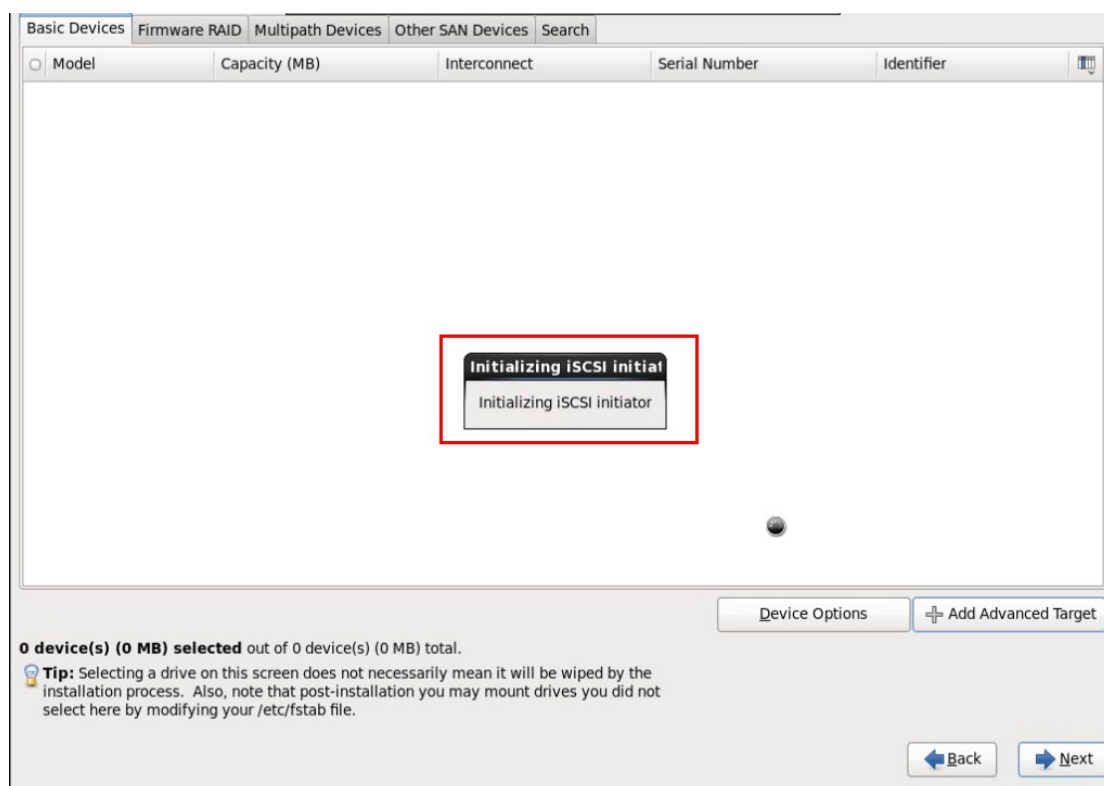 Basic Devices Firmware RAID Multipath Devices Other SAN Devices Search
Model Capacity (MB) Interconnect Serial Number Identifier
Initializing iSCSI initiat
Initializing iSCSI initiator
Device Options Add Advanced Target
0 device(s) (0 MB) selected out of 0 device(s) (0 MB) total.
Tip: Selecting a drive on this screen does not necessarily mean it will be wiped by the
installation process. Also, note that post-installation you may mount drives you did not
select here by modifying your /etc/fstab file.
Back Next